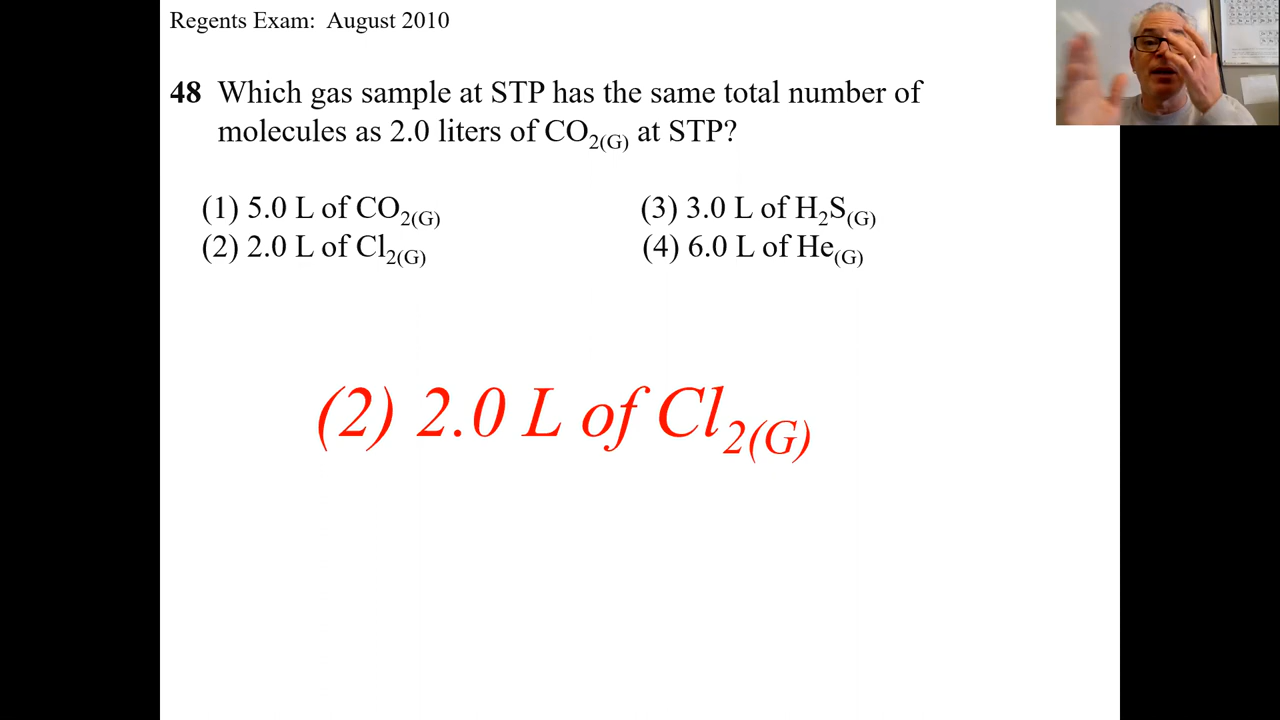 Regents Exam: August 2010
48 Which gas sample at STP has the same total number of
molecules as 2.0 liters of CO2(G) at STP?
(1) 5.0 L of CO2(G)
(2) 2.0 L of Cl2(G)
(3) 3.0 L of H2S(G)
(4) 6.0 L of He(G)
(2) 2.0 L of Cl2(G)